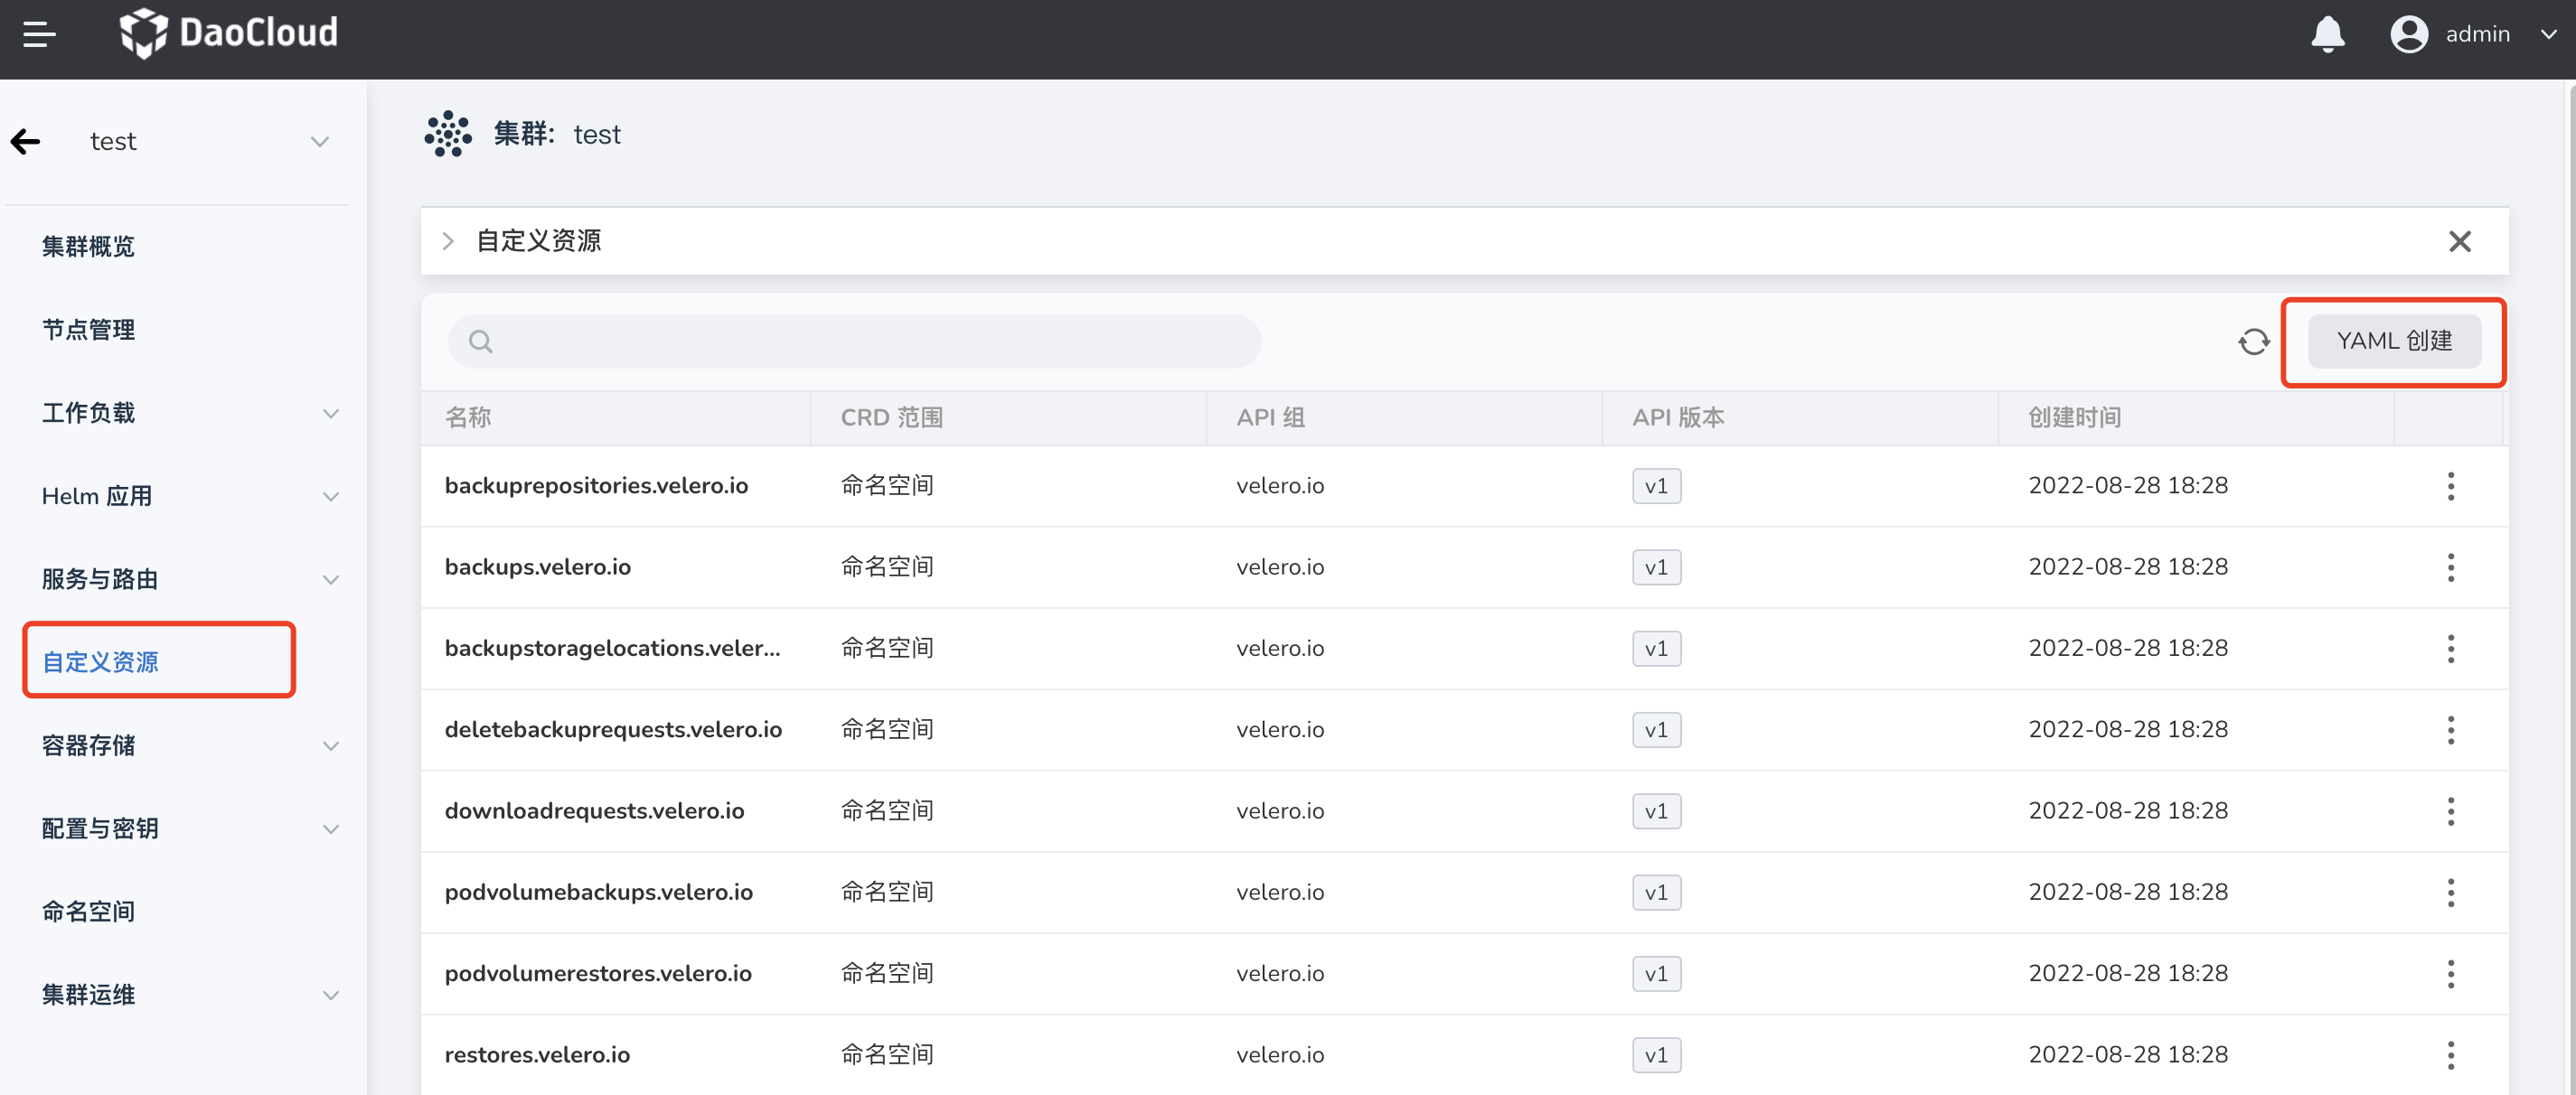 DaoCloud
admin
test
集群概览
节点管理
工作负载
Helm 应用
服务与路由
自定义资源
容器存储
配置与密钥
命名空间
集群运维
集群: test
自定义资源
YAML 创建
名称 CRD 范围 API 组 API 版本 创建时间
backuprepositories.velero.io 命名空间 velero.io v1 2022-08-28 18:28
backups.velero.io 命名空间 velero.io v1 2022-08-28 18:28
backupstoragelocations.veler... 命名空间 velero.io v1 2022-08-28 18:28
deletebackuprequests.velero.io 命名空间 velero.io v1 2022-08-28 18:28
downloadrequests.velero.io 命名空间 velero.io v1 2022-08-28 18:28
podvolumebackups.velero.io 命名空间 velero.io v1 2022-08-28 18:28
podvolumerestores.velero.io 命名空间 velero.io v1 2022-08-28 18:28
restores.velero.io 命名空间 velero.io v1 2022-08-28 18:28